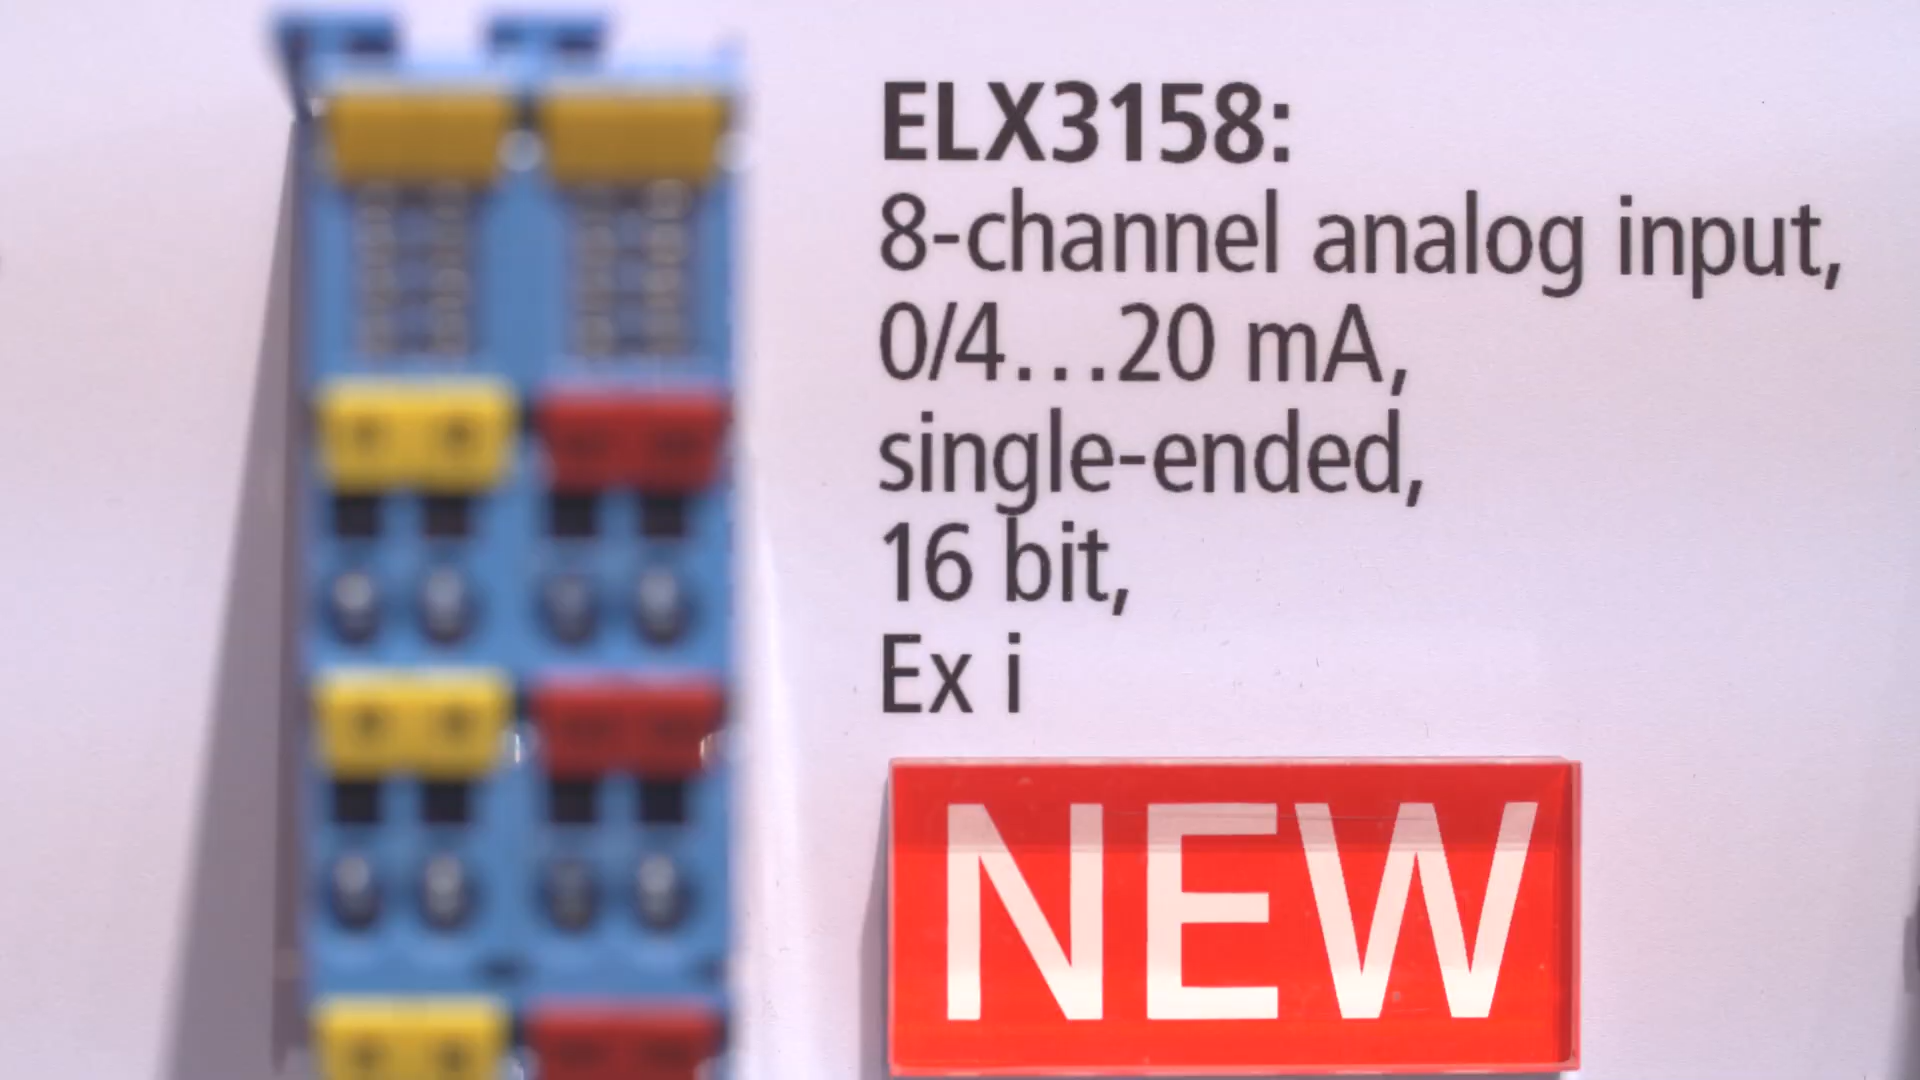 ELX3158:
8-channel analog input,
0/4...20 mA,
single-ended,
16 bit,
Ex i
NEW